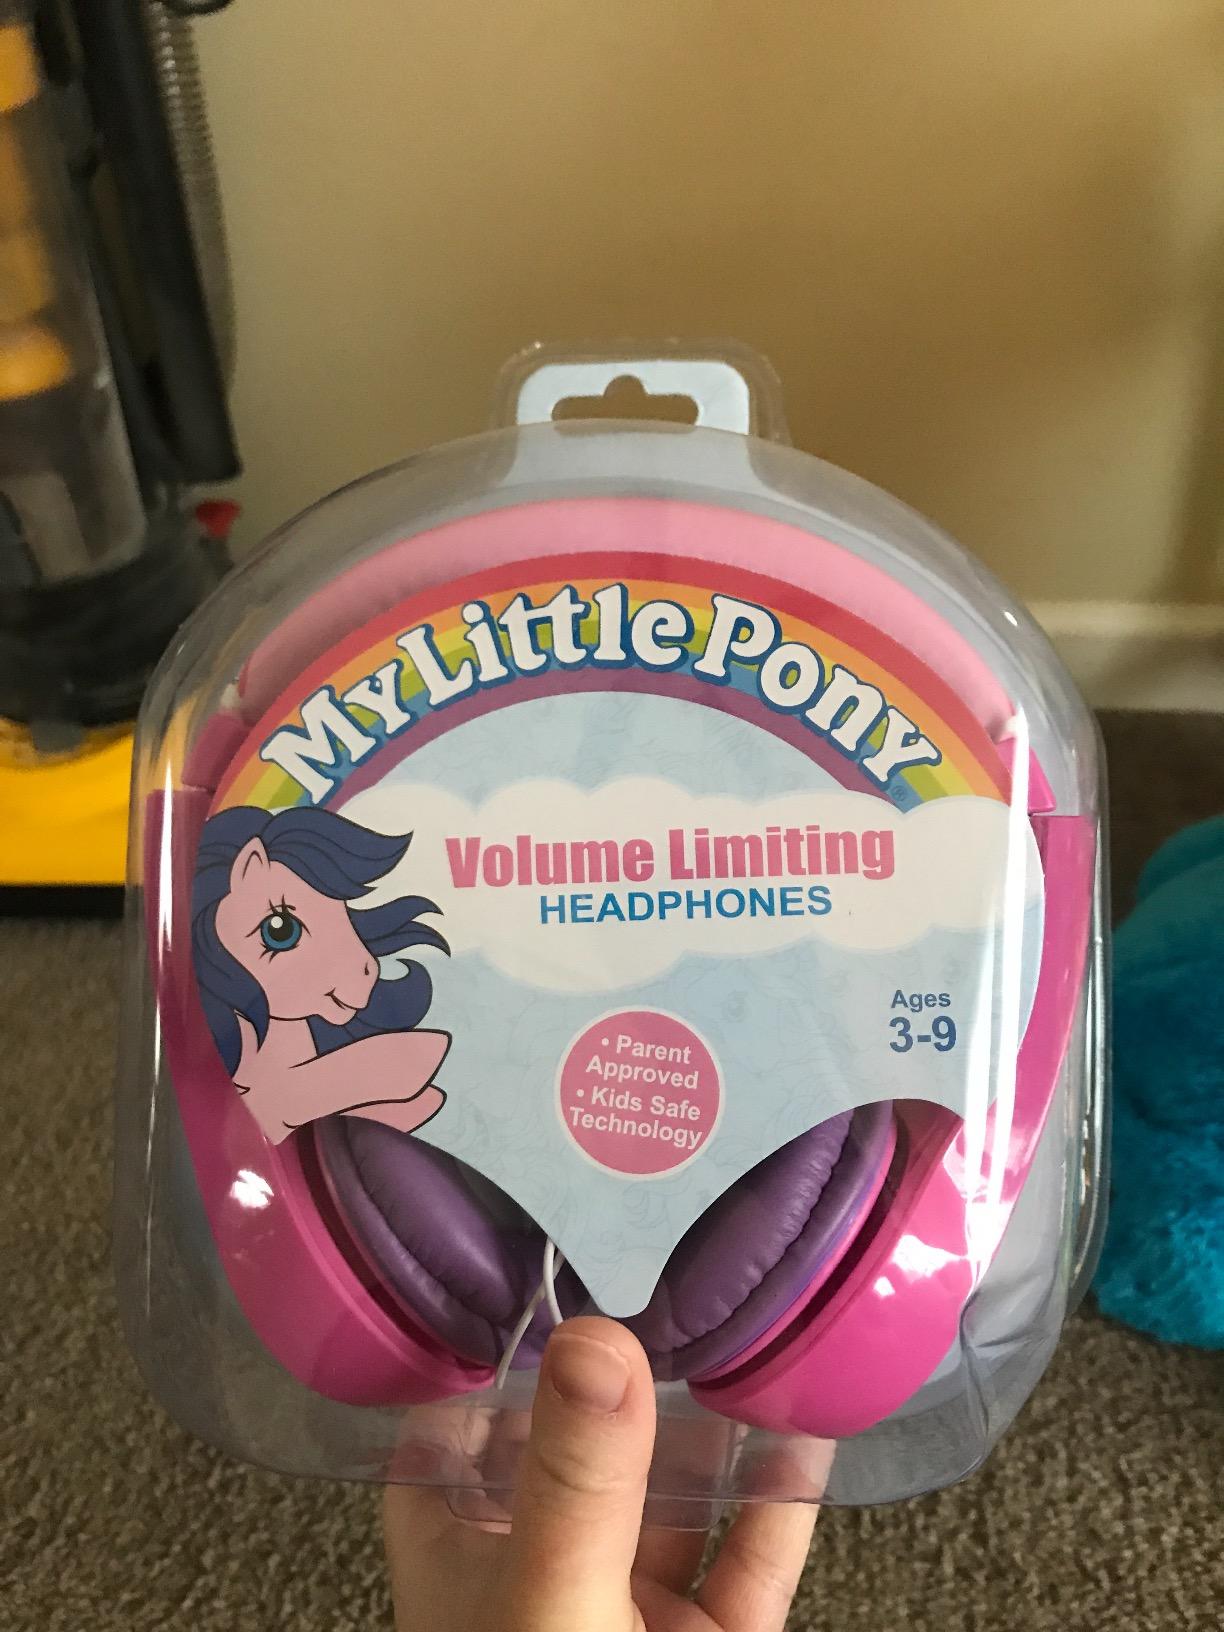 My Little Pony®
Volume Limiting
HEADPHONES
Ages
3-9
• Parent
Approved
• Kids Safe
Technology